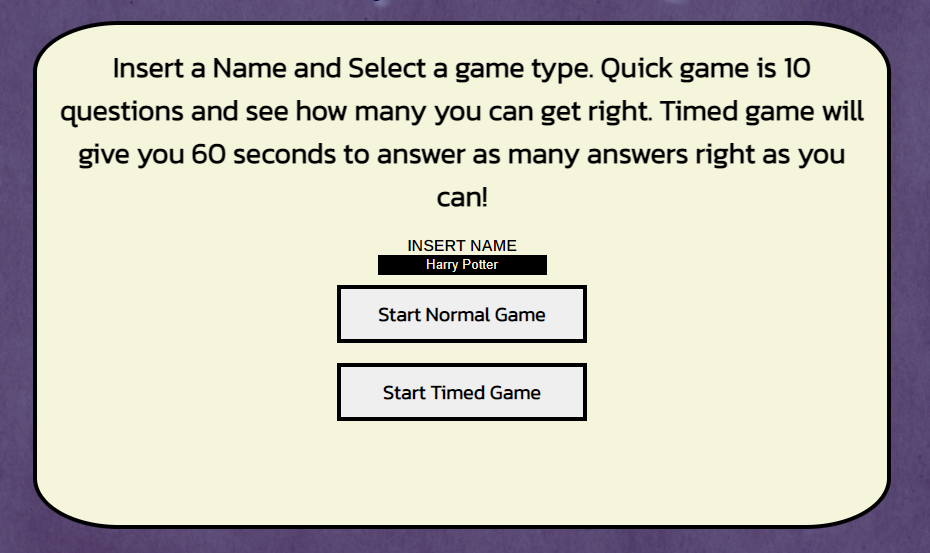 Insert a Name and Select a game type. Quick game is 10
questions and see how many you can get right. Timed game will
give you 60 seconds to answer as many answers right as you
can!
INSERT NAME
Harry Potter
Start Normal Game
Start Timed Game